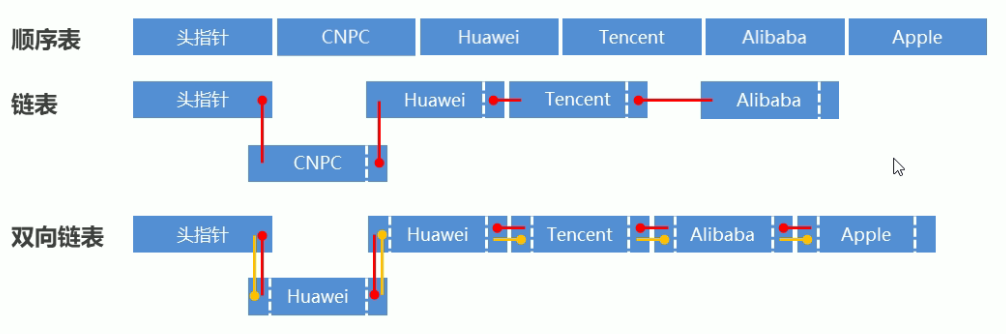 顺序表 头指针 CNPC Huawei Tencent Alibaba Apple
链表 头指针 Huawei Tencent Alibaba
CNPC
双向链表 头指针 Huawei Tencent Alibaba Apple
Huawei